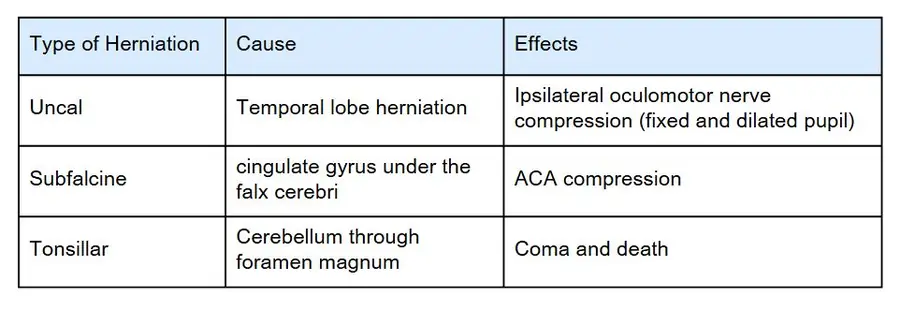 Type of Herniation
Cause
Effects
Uncal
Temporal lobe herniation
Ipsilateral oculomotor nerve
compression (fixed and dilated pupil)
Subfalcine
cingulate gyrus under the
falx cerebri
ACA compression
Tonsillar
Cerebellum through
foramen magnum
Coma and death